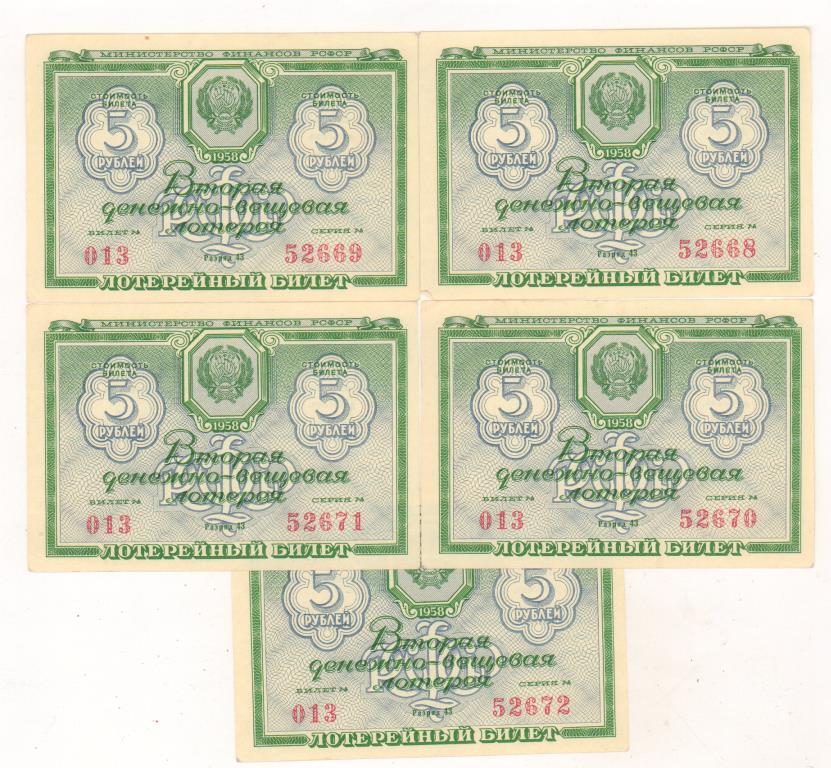 МИНИСТЕРСТВО ФИНАНСОВ РСФСР
СТОИМОСТЬ БИЛЕТА
5
РУБЛЕЙ
1958
СТОИМОСТЬ БИЛЕТА
5
РУБЛЕЙ
Вторая
денежно-вещевая
лотерея
БИЛЕТ № СЕРИЯ №
013 52669
Разряд 43
ЛОТЕРЕЙНЫЙ БИЛЕТ
МИНИСТЕРСТВО ФИНАНСОВ РСФСР
СТОИМОСТЬ БИЛЕТА
5
РУБЛЕЙ
1958
СТОИМОСТЬ БИЛЕТА
5
РУБЛЕЙ
Вторая
денежно-вещевая
лотерея
БИЛЕТ № СЕРИЯ №
013 52668
Разряд 43
ЛОТЕРЕЙНЫЙ БИЛЕТ
МИНИСТЕРСТВО ФИНАНСОВ РСФСР
СТОИМОСТЬ БИЛЕТА
5
РУБЛЕЙ
1958
СТОИМОСТЬ БИЛЕТА
5
РУБЛЕЙ
Вторая
денежно-вещевая
лотерея
БИЛЕТ № СЕРИЯ №
013 52671
Разряд 43
ЛОТЕРЕЙНЫЙ БИЛЕТ
МИНИСТЕРСТВО ФИНАНСОВ РСФСР
СТОИМОСТЬ БИЛЕТА
5
РУБЛЕЙ
1958
СТОИМОСТЬ БИЛЕТА
5
РУБЛЕЙ
Вторая
денежно-вещевая
лотерея
БИЛЕТ № СЕРИЯ №
013 52670
Разряд 43
ЛОТЕРЕЙНЫЙ БИЛЕТ
5
РУБЛЕЙ
1958
5
РУБЛЕЙ
Вторая
денежно-вещевая
лотерея
БИЛЕТ № СЕРИЯ №
013 52672
Разряд 43
ЛОТЕРЕЙНЫЙ БИЛЕТ